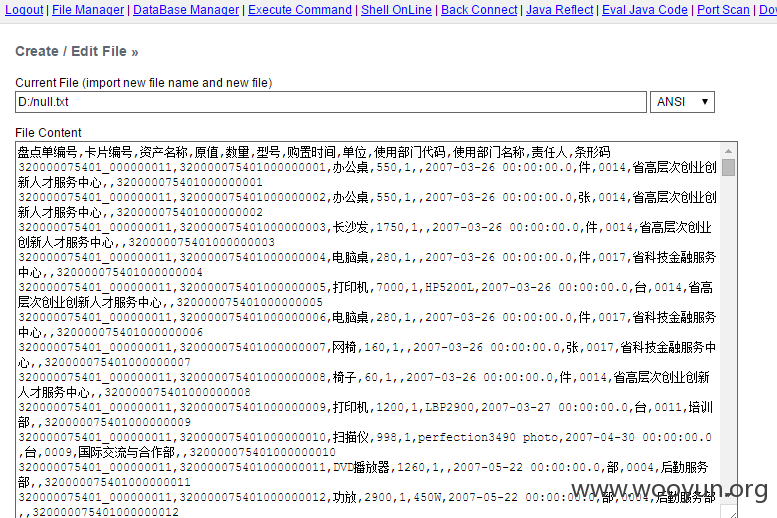 Logout | File Manager | DataBase Manager | Execute Command | Shell OnLine | Back Connect | Java Reflect | Eval Java Code | Port Scan | Dov
Create / Edit File »
Current File (import new file name and new file)
D:/null.txt ANSI
File Content
盘点单编号,卡片编号,资产名称,原值,数量,型号,购置时间,单位,使用部门代码,使用部门名称,责任人,条形码
320000075401_000000011,320000075401000000001,办公桌,550,1,,2007-03-26 00:00:00.0,件,0014,省高层次创业创
新人才服务中心,,320000075401000000001
320000075401_000000011,320000075401000000002,办公桌,550,1,,2007-03-26 00:00:00.0,张,0014,省高层次创业创
新人才服务中心,,320000075401000000002
320000075401_000000011,320000075401000000003,长沙发,1750,1,,2007-03-26 00:00:00.0,件,0014,省高层次创业
创新人才服务中心,,320000075401000000003
320000075401_000000011,320000075401000000004,电脑桌,280,1,,2007-03-26 00:00:00.0,件,0017,省科技金融服务
中心,,320000075401000000004
320000075401_000000011,320000075401000000005,打印机,7000,1,HP5200L,2007-03-26 00:00:00.0,台,0014,省高
层次创业创新人才服务中心,,320000075401000000005
320000075401_000000011,320000075401000000006,电脑桌,280,1,,2007-03-26 00:00:00.0,件,0017,省科技金融服务
中心,,320000075401000000006
320000075401_000000011,320000075401000000007,网椅,160,1,,2007-03-26 00:00:00.0,张,0017,省科技金融服务中
心,,320000075401000000007
320000075401_000000011,320000075401000000008,椅子,60,1,,2007-03-26 00:00:00.0,件,0014,省高层次创业创新
人才服务中心,,320000075401000000008
320000075401_000000011,320000075401000000009,打印机,1200,1,LBP2900,2007-03-27 00:00:00.0,台,0011,培训
部,,320000075401000000009
320000075401_000000011,320000075401000000010,扫描仪,998,1,perfection3490 photo,2007-04-30 00:00:00.0
,台,0009,国际交流与合作部,,320000075401000000010
320000075401_000000011,320000075401000000011,DVD播放器,1260,1,,2007-05-22 00:00:00.0,部,0004,后勤服务
部,,320000075401000000011
320000075401_000000011,320000075401000000012,功放,2900,1,450W,2007-05-22 00:00:00.0,部,0004,后勤服务部
,,320000075401000000012
www.wooyun.org